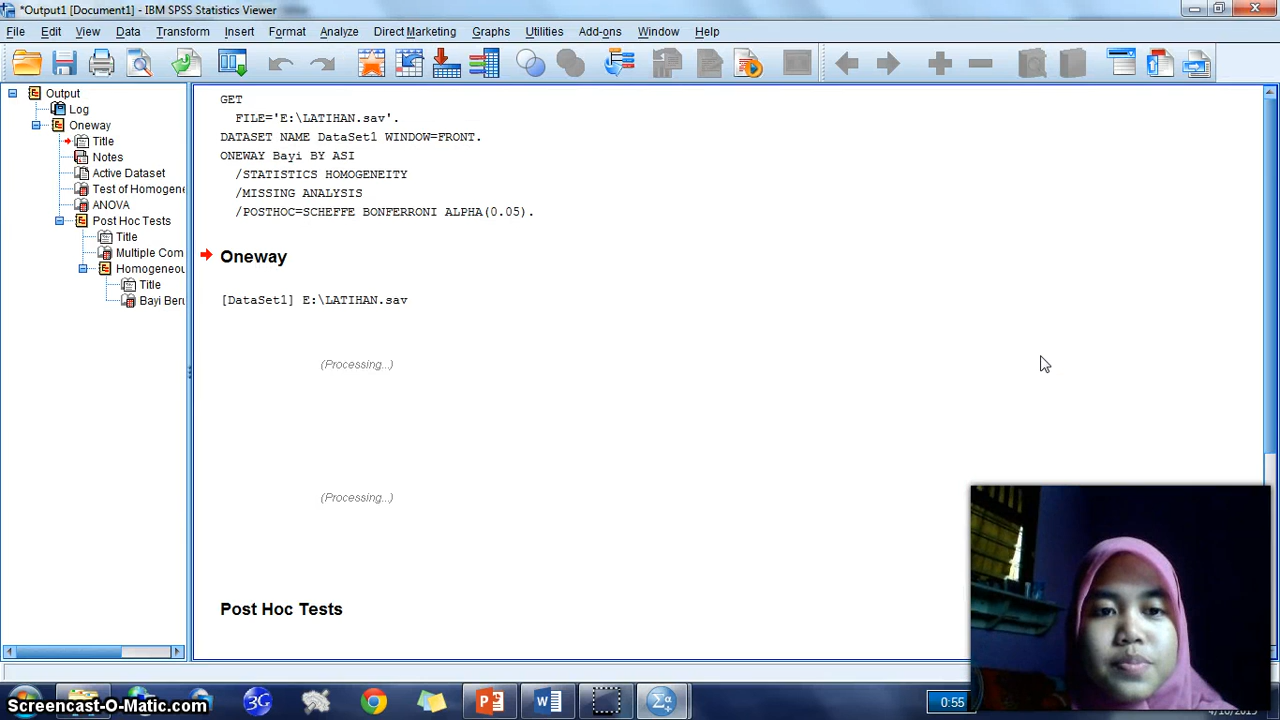 *Output1 [Document1] - IBM SPSS Statistics Viewer
File Edit View Data Transform Insert Format Analyze Direct Marketing Graphs Utilities Add-ons Window Help
Output
Log
Oneway
Title
Notes
Active Dataset
Test of Homogene
ANOVA
Post Hoc Tests
Title
Multiple Com
Homogeneou
Title
Bayi Beru
GET
FILE='E:\LATIHAN.sav'.
DATASET NAME DataSet1 WINDOW=FRONT.
ONEWAY Bayi BY ASI
/STATISTICS HOMOGENEITY
/MISSING ANALYSIS
/POSTHOC=SCHEFFE BONFERRONI ALPHA(0.05).
Oneway
[DataSet1] E:\LATIHAN.sav
(Processing...)
(Processing...)
Post Hoc Tests
3G
0:55
Screencast-O-Matic.com